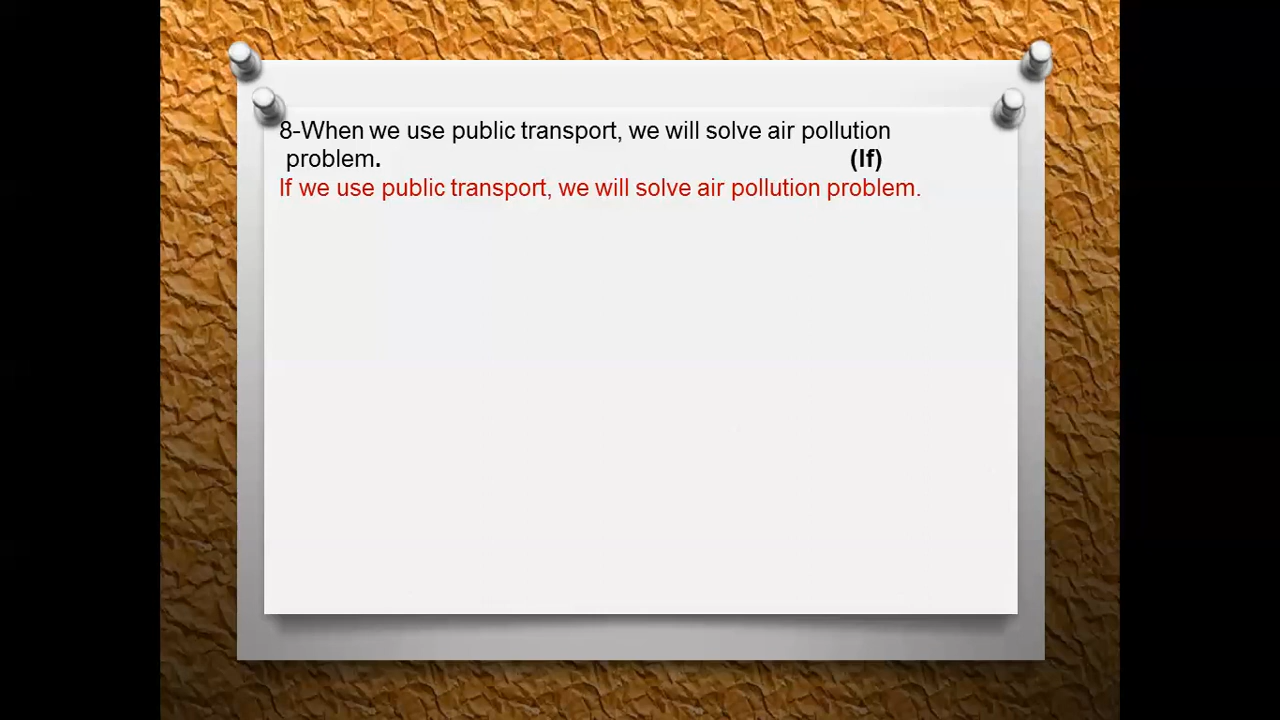 8-When we use public transport, we will solve air pollution
problem. (If)
If we use public transport, we will solve air pollution problem.